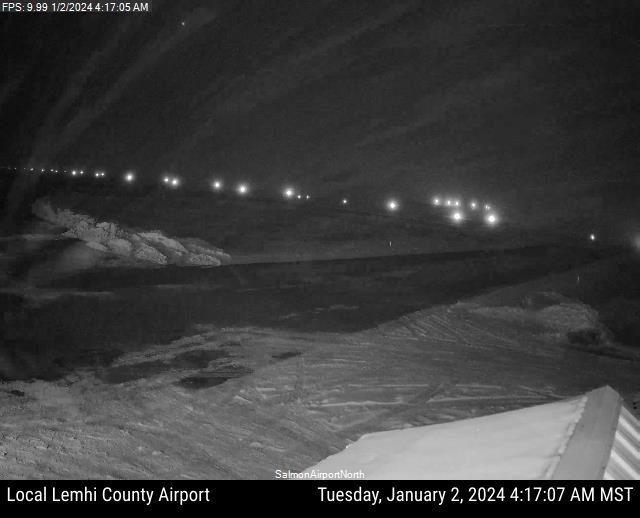 FPS: 9.99 1/2/2024 4:17:05 AM
SalmonAirportNorth
Local Lemhi County Airport Tuesday, January 2, 2024 4:17:07 AM MST